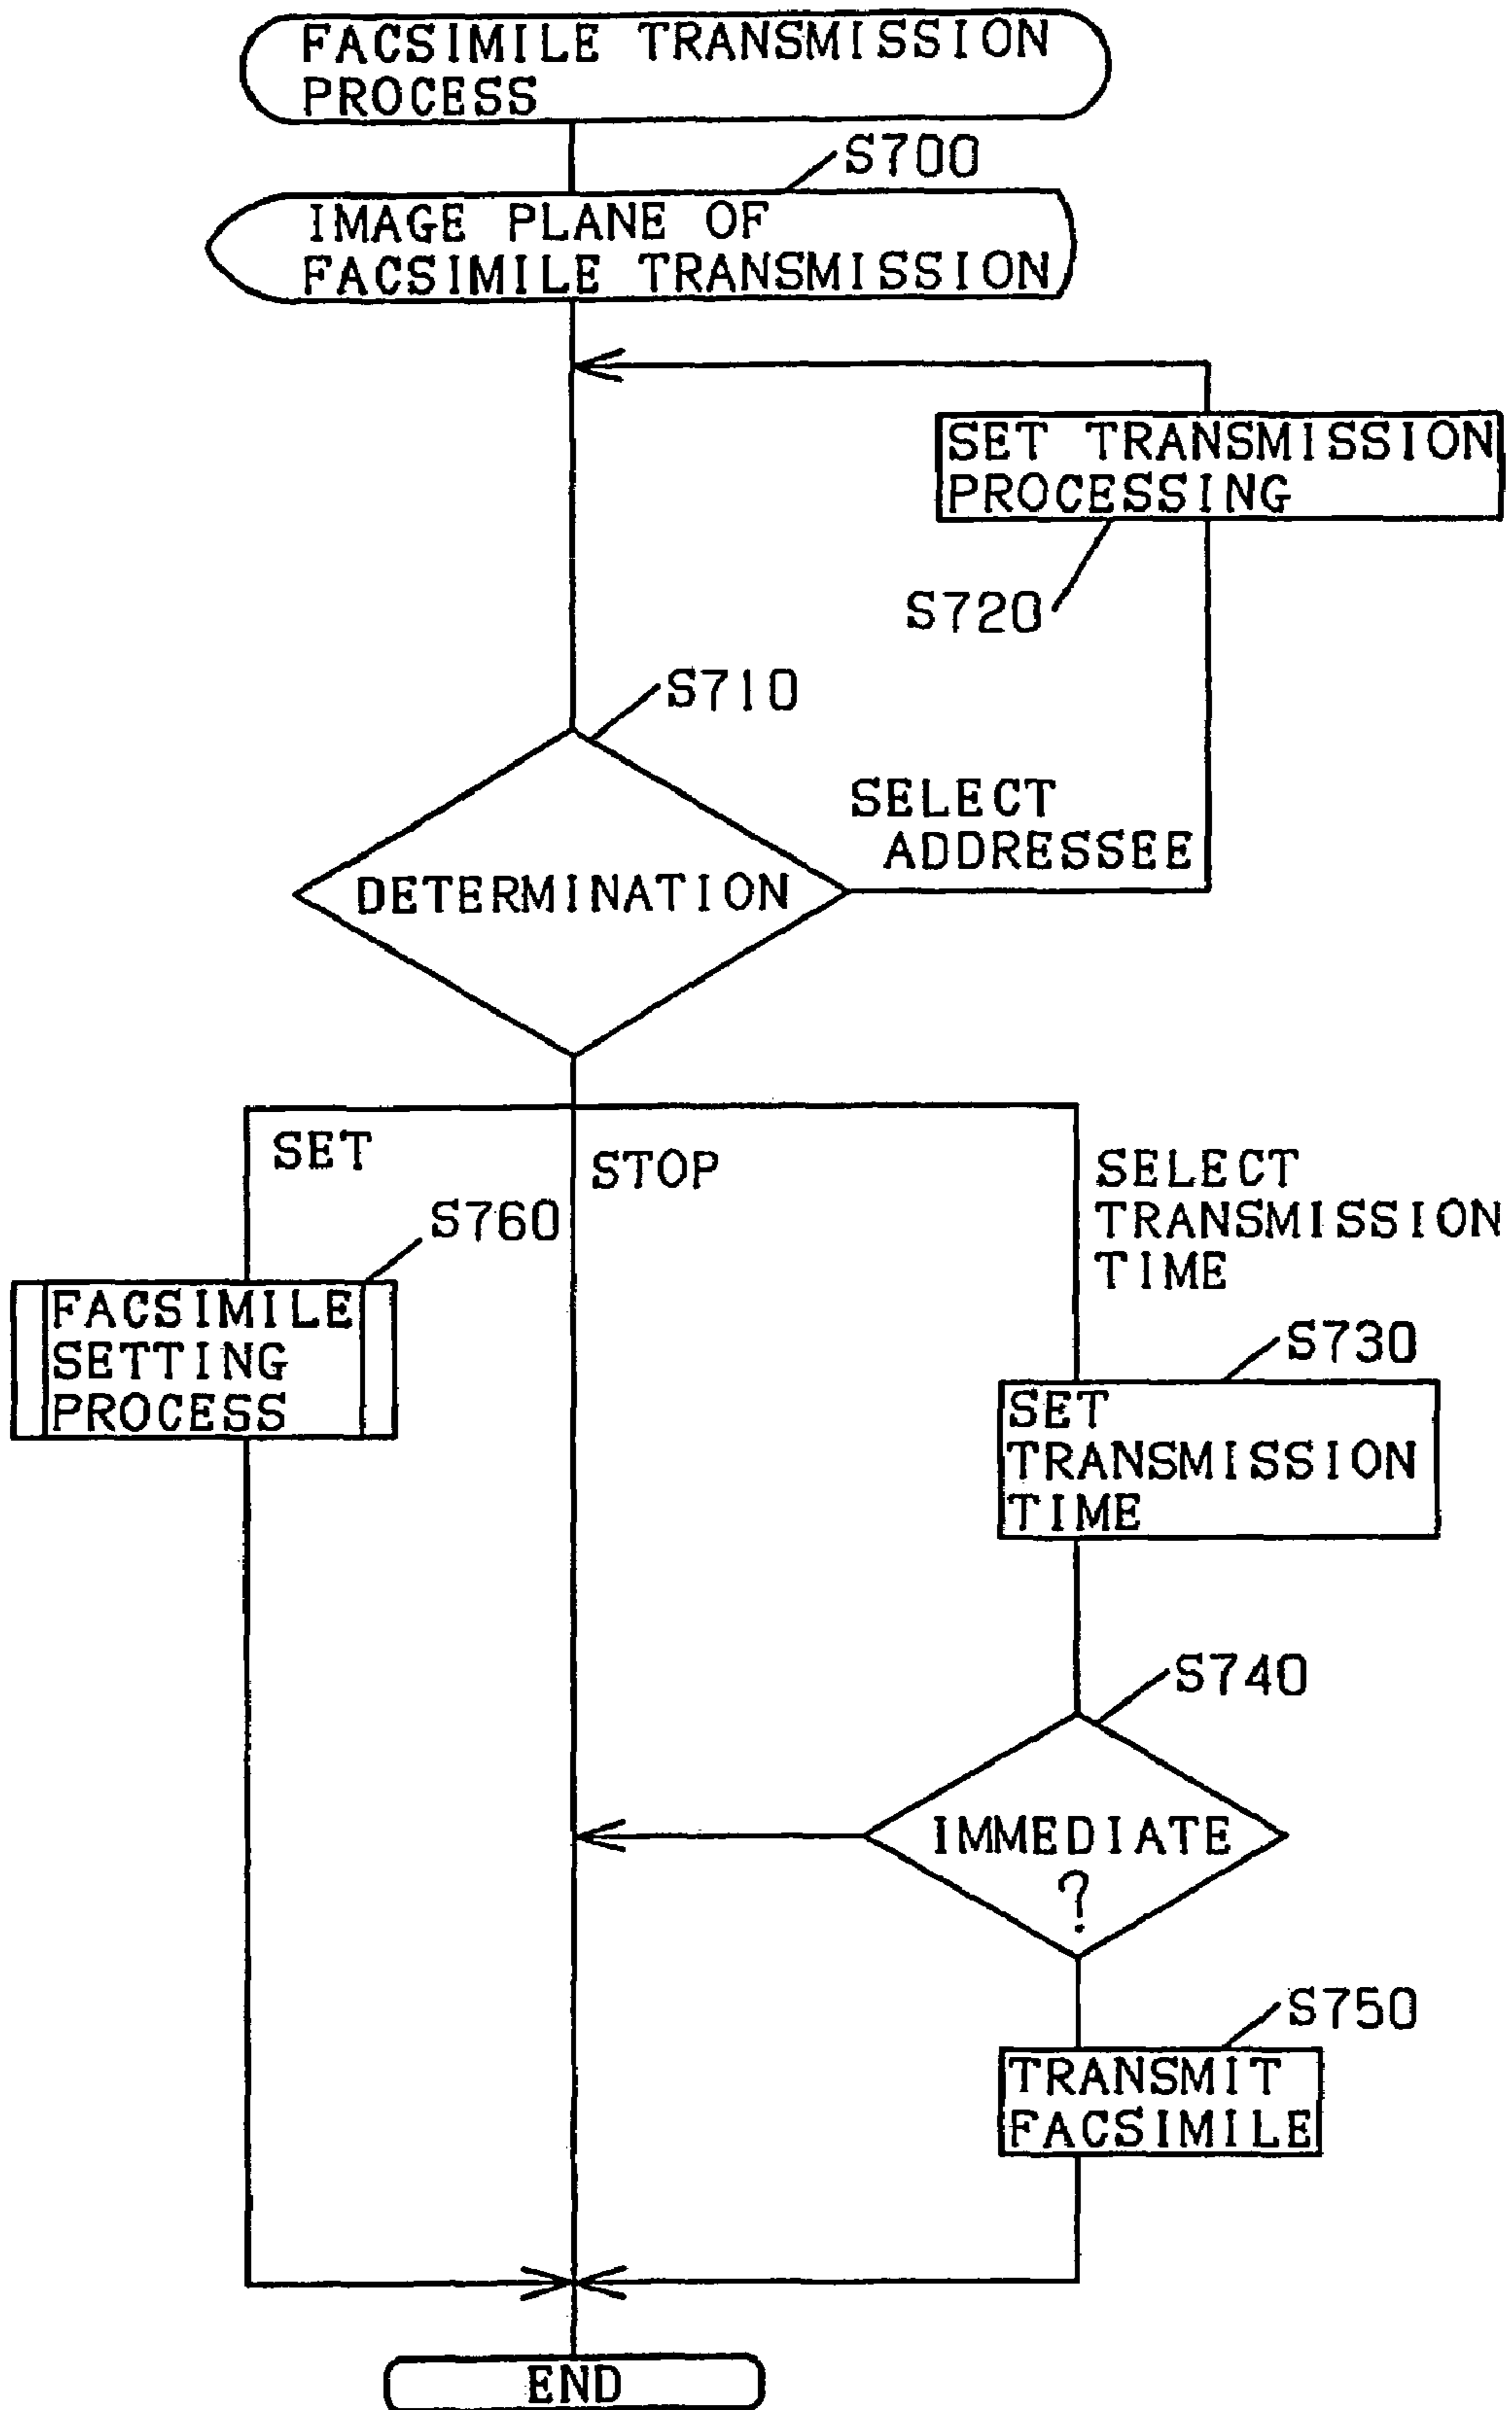 FACSIMILE TRANSMISSION
PROCESS
S700
IMAGE PLANE OF
FACSIMILE TRANSMISSION
SET TRANSMISSION
PROCESSING
S720
S710
SELECT
ADDRESSEE
DETERMINATION
SET
STOP
SELECT
TRANSMISSION
TIME
S760
FACSIMILE
SETTING
PROCESS
S730
SET
TRANSMISSION
TIME
S740
IMMEDIATE
?
S750
TRANSMIT
FACSIMILE
END